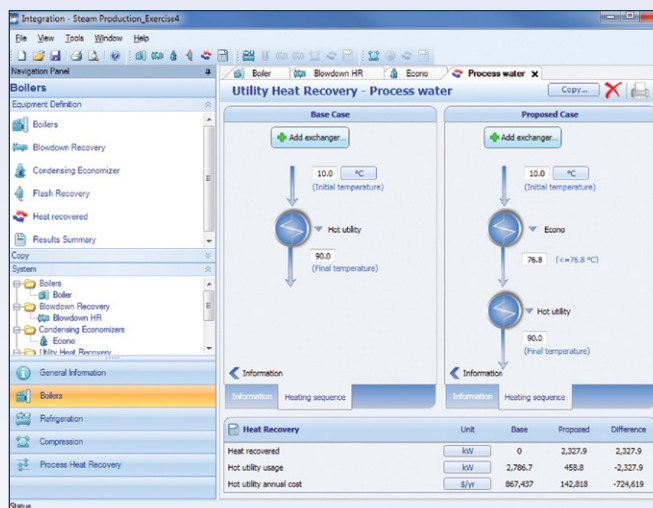 Integration - Steam Production_Exercise4
File View Tools Window Help
Navigation Panel
Boilers
Equipment Definition
Boilers
Blowdown Recovery
Condensing Economizer
Flash Recovery
Heat recovered
Results Summary
Copy
System
Boilers
Boiler
Blowdown Recovery
Blowdown HR
Condensing Economizers
Econo
Utility Heat Recovery
General Information
Boilers
Refrigeration
Compression
Process Heat Recovery
Status
Boiler Blowdown HR Econo Process water
Utility Heat Recovery - Process water
Copy...
Base Case
Add exchanger...
10.0 °C
(Initial temperature)
Hot utility
90.0
(Final temperature)
Information
Information Heating sequence
Proposed Case
Add exchanger...
10.0 °C
(Initial temperature)
Econo
76.8 (<=76.8 °C)
Hot utility
90.0
(Final temperature)
Information
Information Heating sequence
Heat Recovery Unit Base Proposed Difference
Heat recovered kW 0 2,327.9 2,327.9
Hot utility usage kW 2,786.7 458.8 -2,327.9
Hot utility annual cost $/yr 867,437 142,818 -724,619